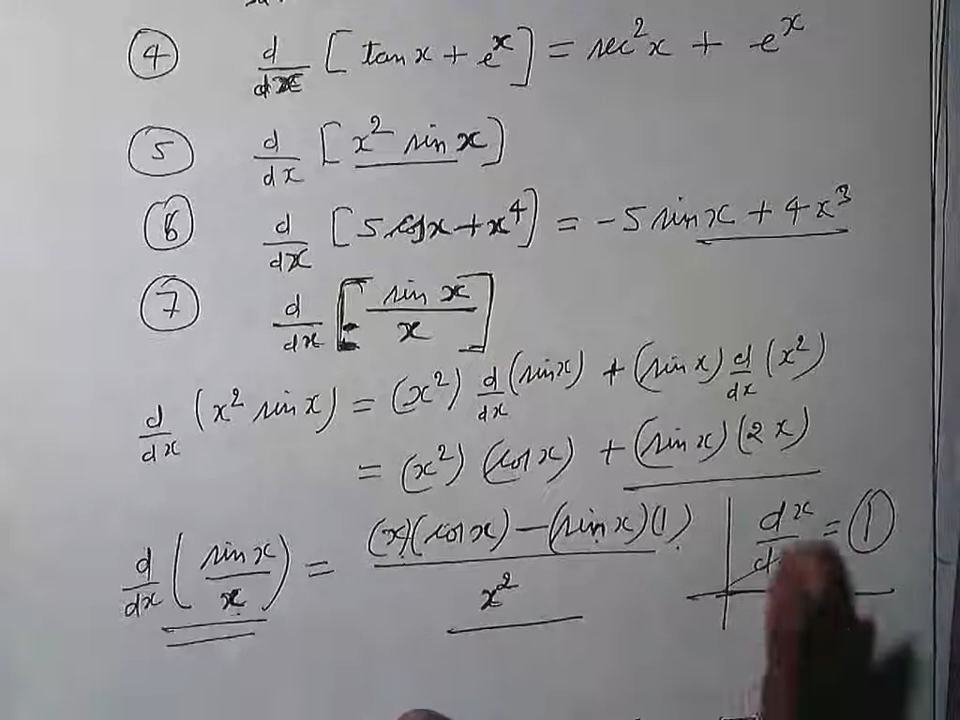 ④ d/dx [tan x + e^x] = sec²x + e^x
⑤ d/dx [x² sin x]
⑥ d/dx [5 cos x + x⁴] = -5 sin x + 4x³
⑦ d/dx [sin x / x]
d/dx (x² sin x) = (x²) d/dx (sin x) + (sin x) d/dx (x²)
= (x²) (cos x) + (sin x) (2x)
d/dx (sin x / x) = (x)(cos x) - (sin x)(1) / x²
dx/d = ①